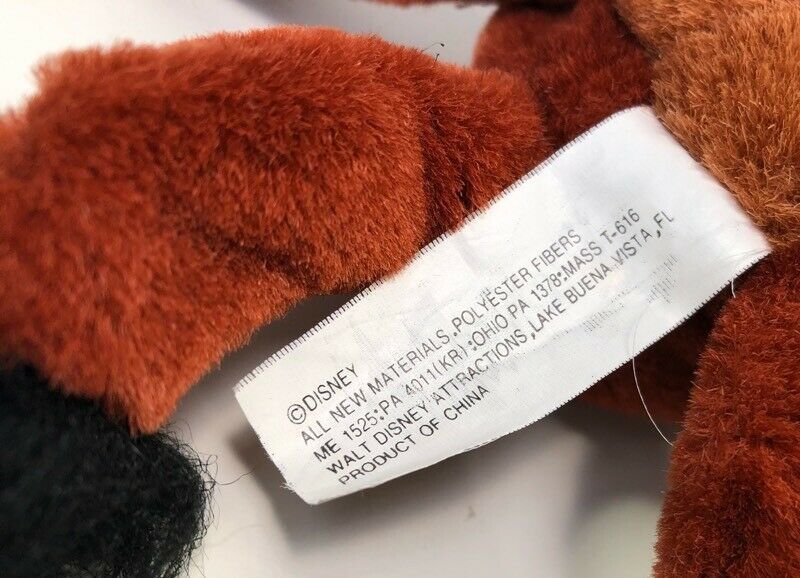 ©DISNEY
ALL NEW MATERIALS.POLYESTER FIBERS
ME 1525:PA 4011(KR):OHIO PA 1378:MASS T-616
WALT DISNEY ATTRACTIONS,LAKE BUENA VISTA,FL
PRODUCT OF CHINA